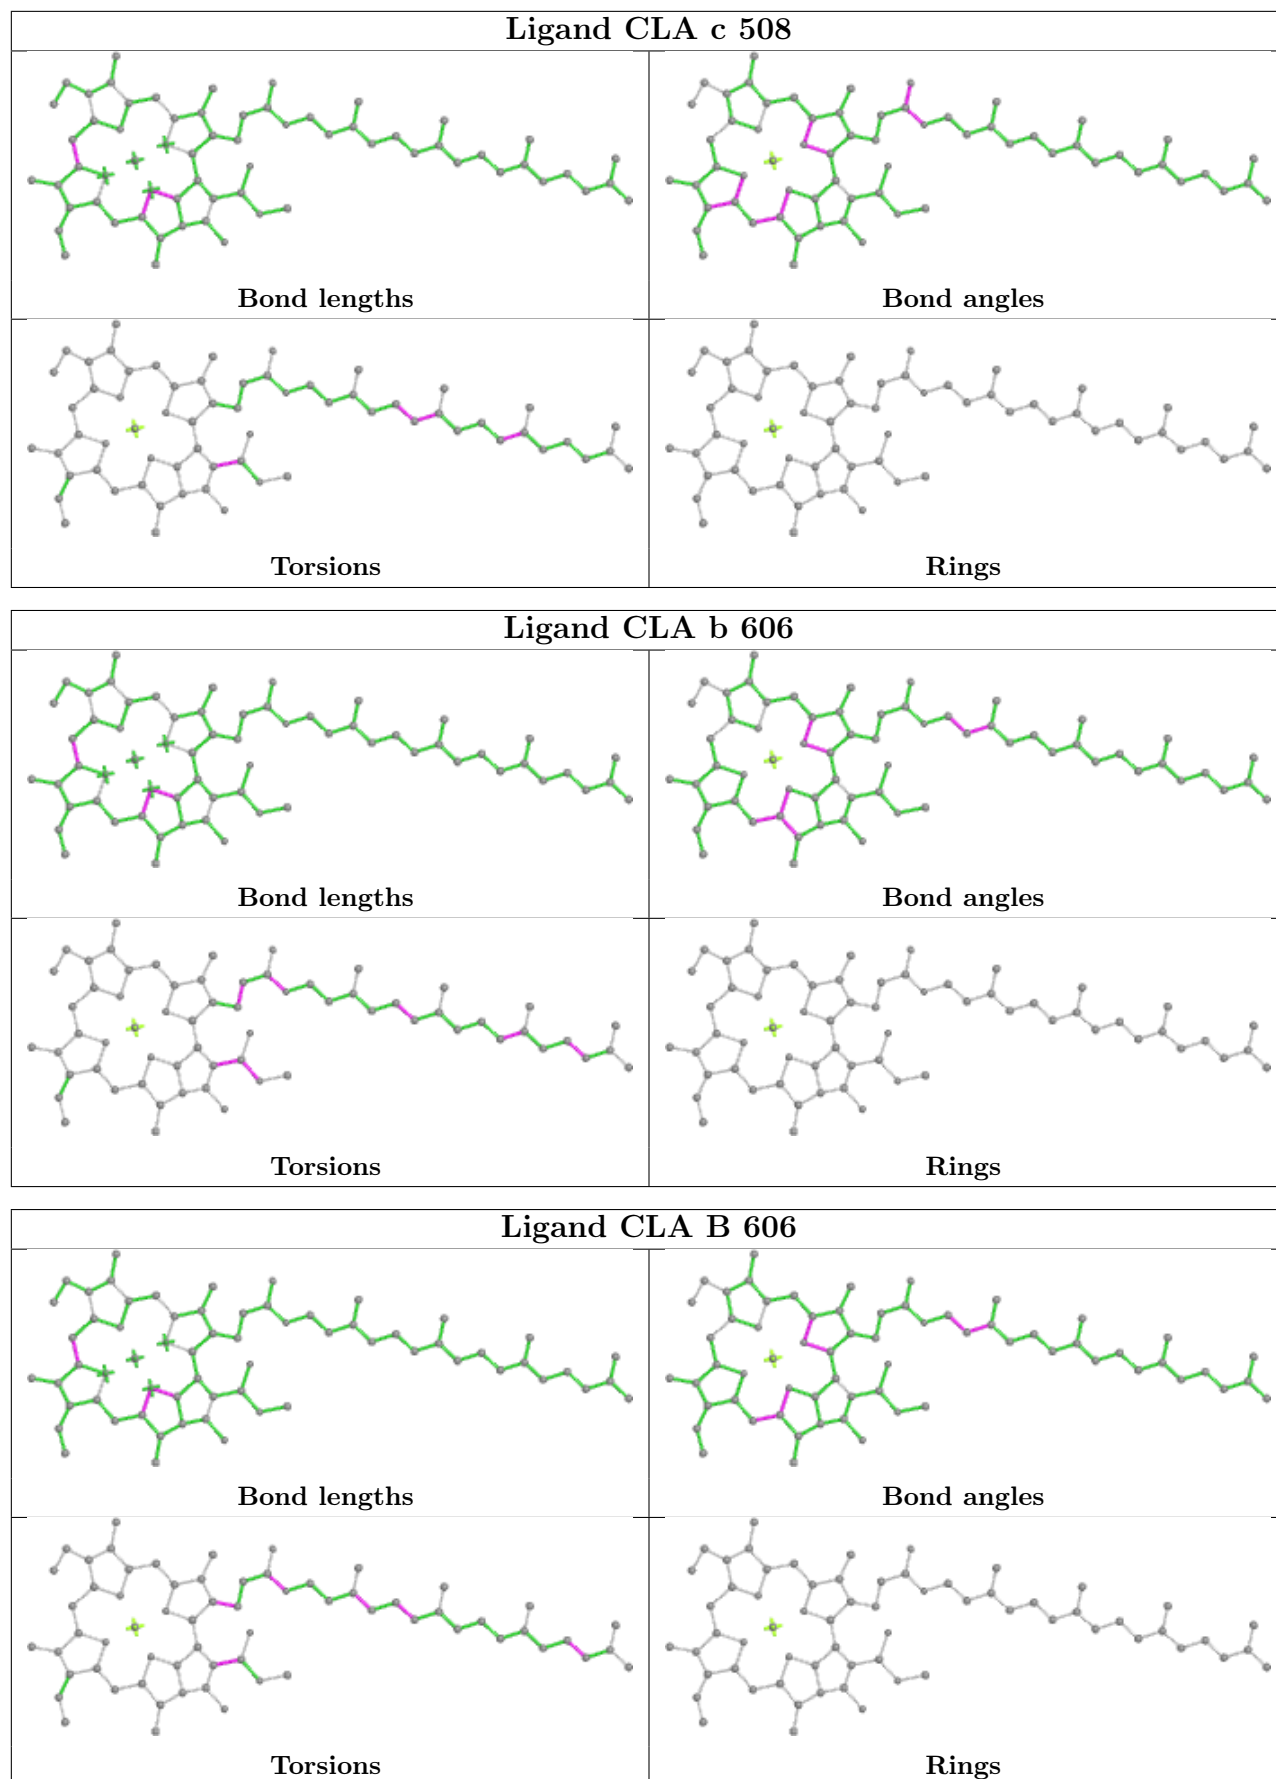 Ligand CLA c 508
Bond lengths
Bond angles
Torsions
Rings
Ligand CLA b 606
Bond lengths
Bond angles
Torsions
Rings
Ligand CLA B 606
Bond lengths
Bond angles
Torsions
Rings